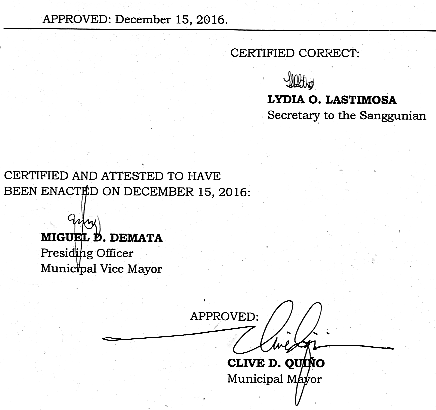 APPROVED: December 15, 2016.
CERTIFIED CORRECT:
LYDIA O. LASTIMOSA
Secretary to the Sanggunian
CERTIFIED AND ATTESTED TO HAVE
BEEN ENACTED ON DECEMBER 15, 2016:
MIGUEL D. DEMATA
Presiding Officer
Municipal Vice Mayor
APPROVED:
CLIVE D. QUIÑO
Municipal Mayor